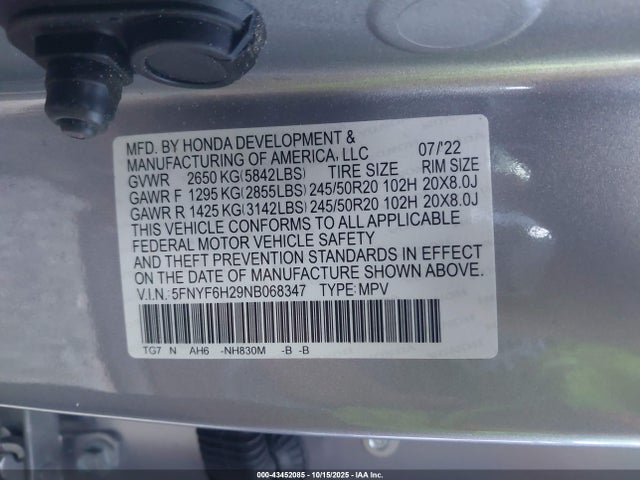 MFD. BY HONDA DEVELOPMENT &
MANUFACTURING OF AMERICA, LLC 07/'22
GVWR 2650 KG(5842LBS) TIRE SIZE RIM SIZE
GAWR F 1295 KG(2855LBS) 245/50R20 102H 20X8.0J
GAWR R 1425 KG(3142LBS) 245/50R20 102H 20X8.0J
THIS VEHICLE CONFORMS TO ALL APPLICABLE
FEDERAL MOTOR VEHICLE SAFETY
AND THEFT PREVENTION STANDARDS IN EFFECT
ON THE DATE OF MANUFACTURE SHOWN ABOVE.
V.I.N.: 5FNYF6H29NB068347 TYPE: MPV
TG7 N AH6 -NH830M -B -B
000-43452085 - 10/15/2025 - IAA Inc.